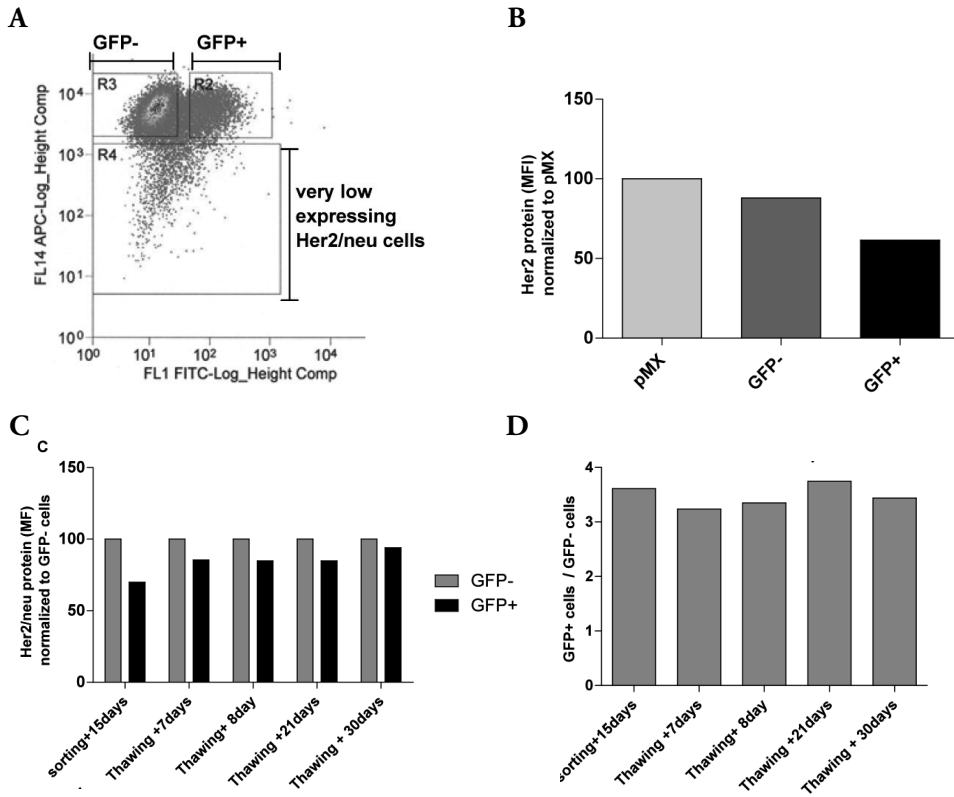 A
GFP-
GFP+
R3
R2
R4
10⁴
10³
10²
10¹
10⁰
FL14 APC-Log_Height Comp
10⁰ 10¹ 10² 10³ 10⁴
FL1 FITC-Log_Height Comp
very low
expressing
Her2/neu cells
B
150
100
50
0
Her2 protein (MFI)
normalized to pMX
pMX
GFP-
GFP+
C
C
150
100
50
0
Her2/neu protein (MF)
normalized to GFP- cells
sorting+15days
Thawing +7days
Thawing+ 8day
Thawing +21days
Thawing + 30days
GFP-
GFP+
D
4
3
2
1
0
GFP+ cells / GFP- cells
sorting+15days
Thawing +7days
Thawing+ 8day
Thawing +21days
Thawing + 30days